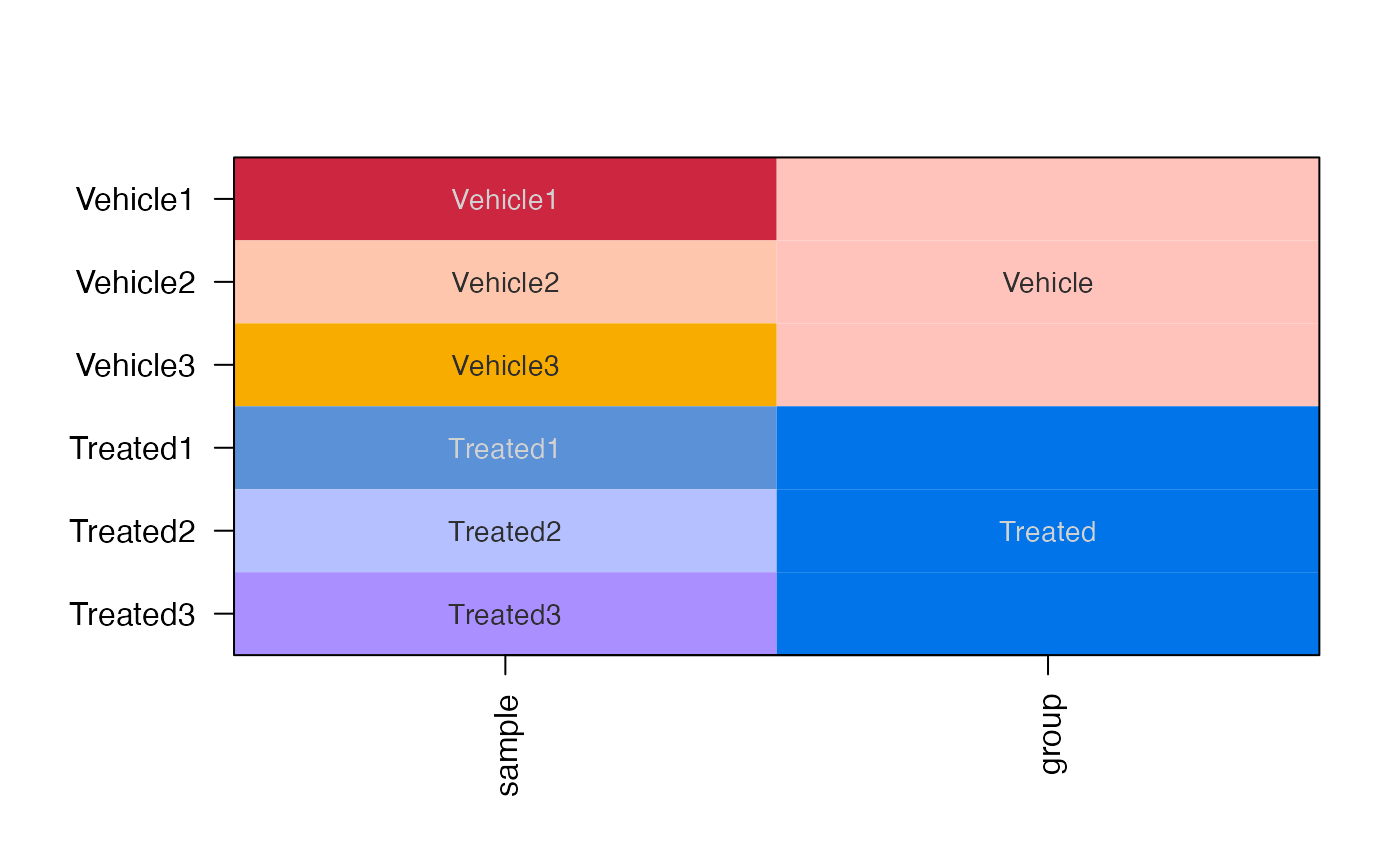 Vehicle1 Vehicle1
Vehicle2 Vehicle2 Vehicle
Vehicle3 Vehicle3
Treated1 Treated1
Treated2 Treated2 Treated
Treated3 Treated3
sample group